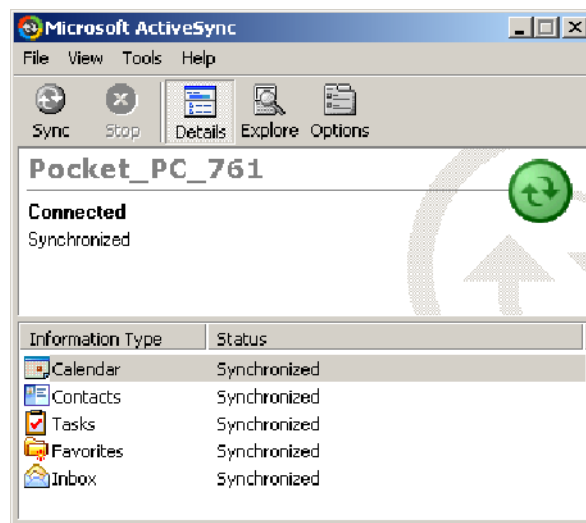 Microsoft ActiveSync
File View Tools Help
Sync Stop Details Explore Options
Pocket_PC_761
Connected
Synchronized
Information Type Status
Calendar Synchronized
Contacts Synchronized
Tasks Synchronized
Favorites Synchronized
Inbox Synchronized